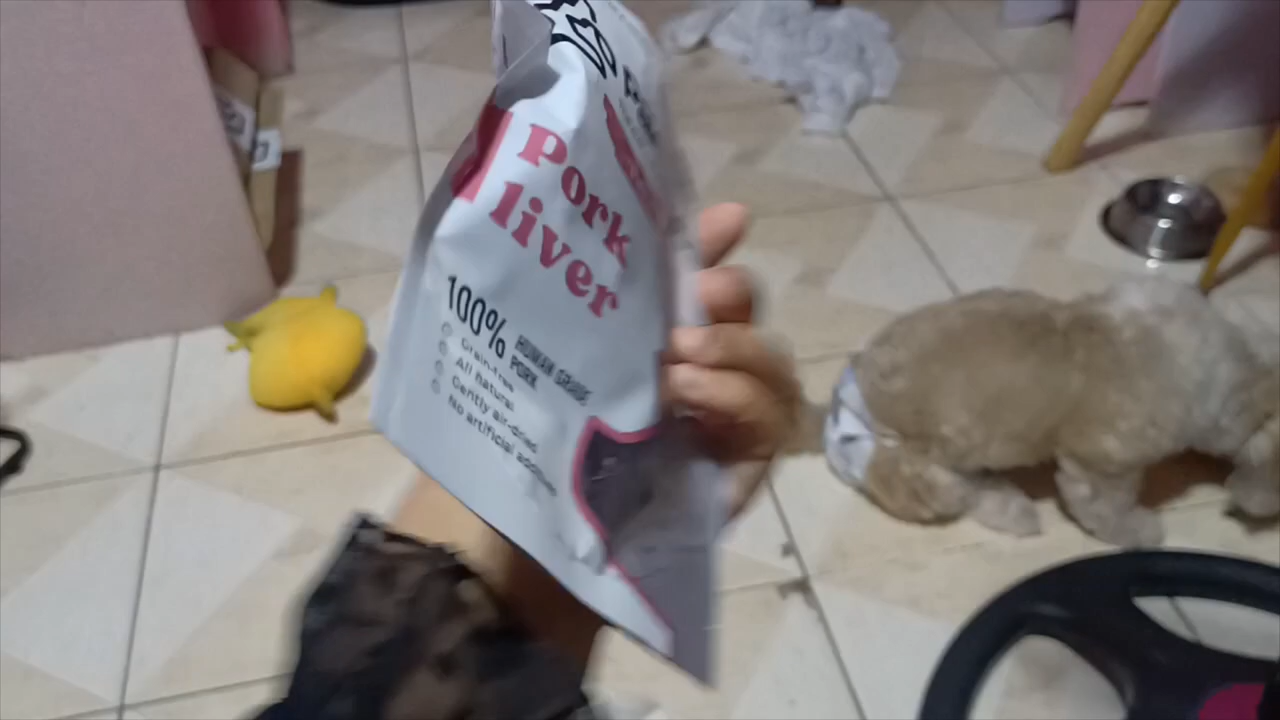 Pork
liver
100% HUMAN GRADE
PORK
Grain-free
All natural
Gently air-dried
No artificial additives